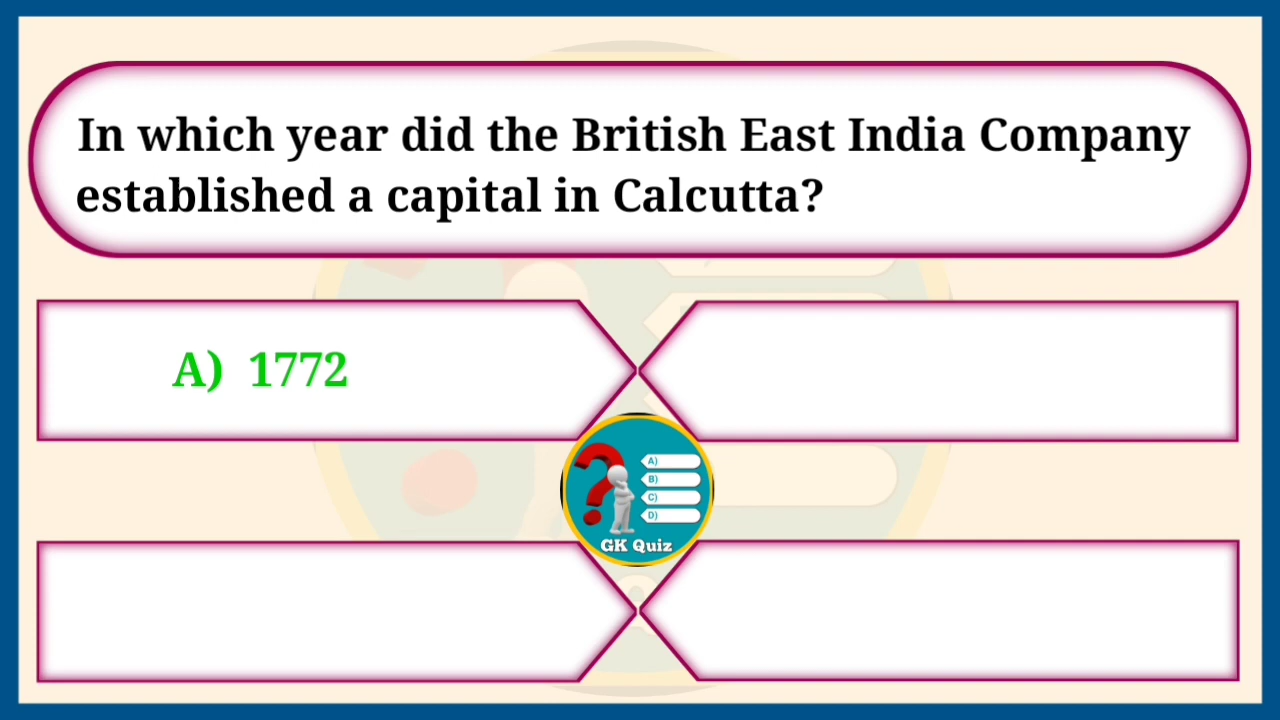 In which year did the British East India Company
established a capital in Calcutta?
A) 1772
A)
B)
C)
D)
GK Quiz